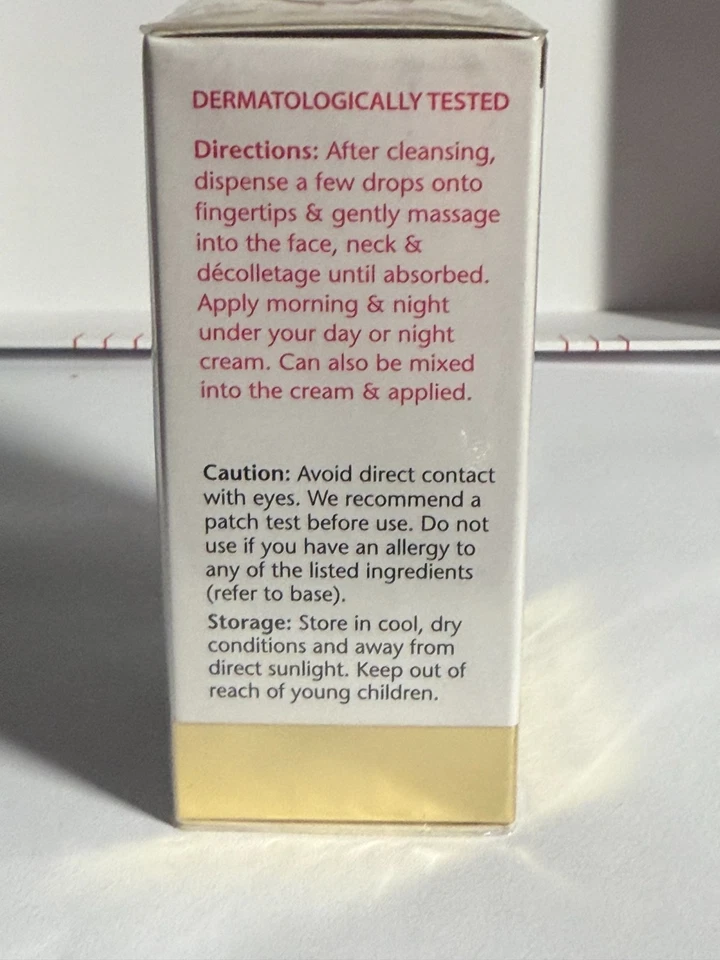 DERMATOLOGICALLY TESTED
Directions: After cleansing,
dispense a few drops onto
fingertips & gently massage
into the face, neck &
décolletage until absorbed.
Apply morning & night
under your day or night
cream. Can also be mixed
into the cream & applied.
Caution: Avoid direct contact
with eyes. We recommend a
patch test before use. Do not
use if you have an allergy to
any of the listed ingredients
(refer to base).
Storage: Store in cool, dry
conditions and away from
direct sunlight. Keep out of
reach of young children.